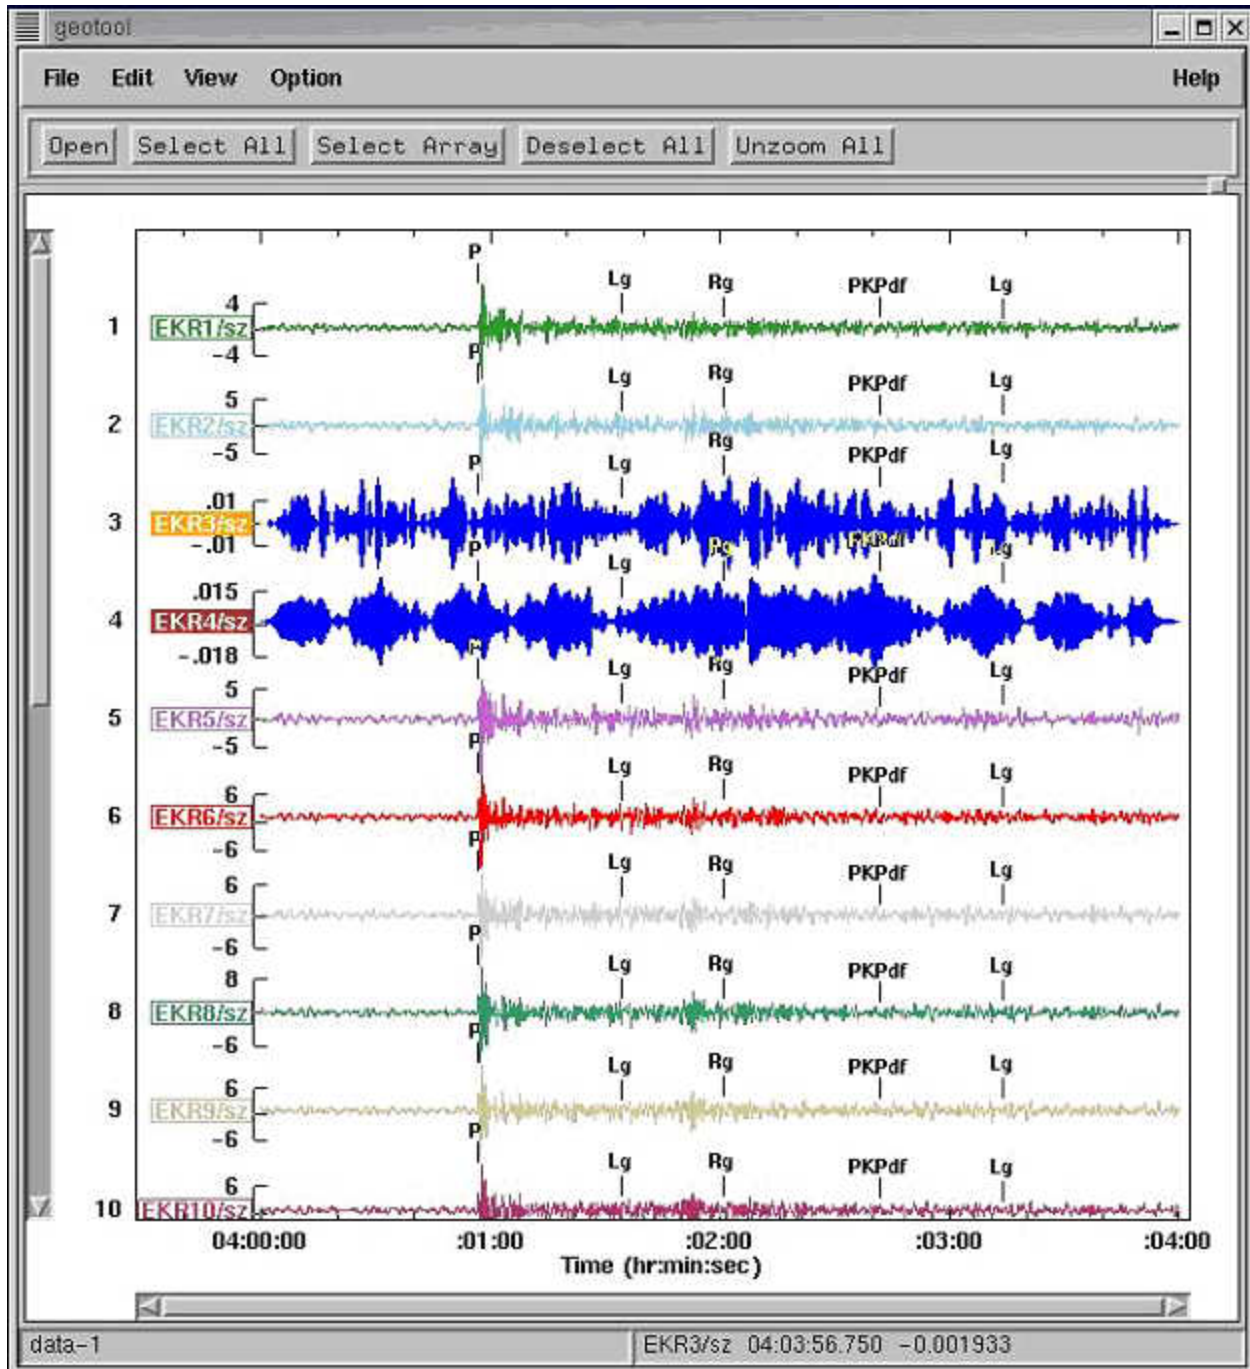 geotool
File Edit View Option Help
Open Select All Select Array Deselect All Unzoom All
P Lg Rg PKPdf Lg
4
1 EKR1/sz
-4
P Lg Rg PKPdf Lg
5
2 EKR2/sz
-5
P Lg Rg PKPdf Lg
.01
3 EKR3/sz
-.01
P Lg Rg PKPdf Lg
.015
4 EKR4/sz
-.018
P Lg Rg PKPdf Lg
5
5 EKR5/sz
-5
P Lg Rg PKPdf Lg
6
6 EKR6/sz
-6
P Lg Rg PKPdf Lg
6
7 EKR7/sz
-6
P Lg Rg PKPdf Lg
8
8 EKR8/sz
-6
P Lg Rg PKPdf Lg
6
9 EKR9/sz
-6
P Lg Rg PKPdf Lg
6
10 EKR10/sz
04:00:00 :01:00 :02:00 :03:00 :04:00
Time (hr:min:sec)
data-1 EKR3/sz 04:03:56.750 -0.001933